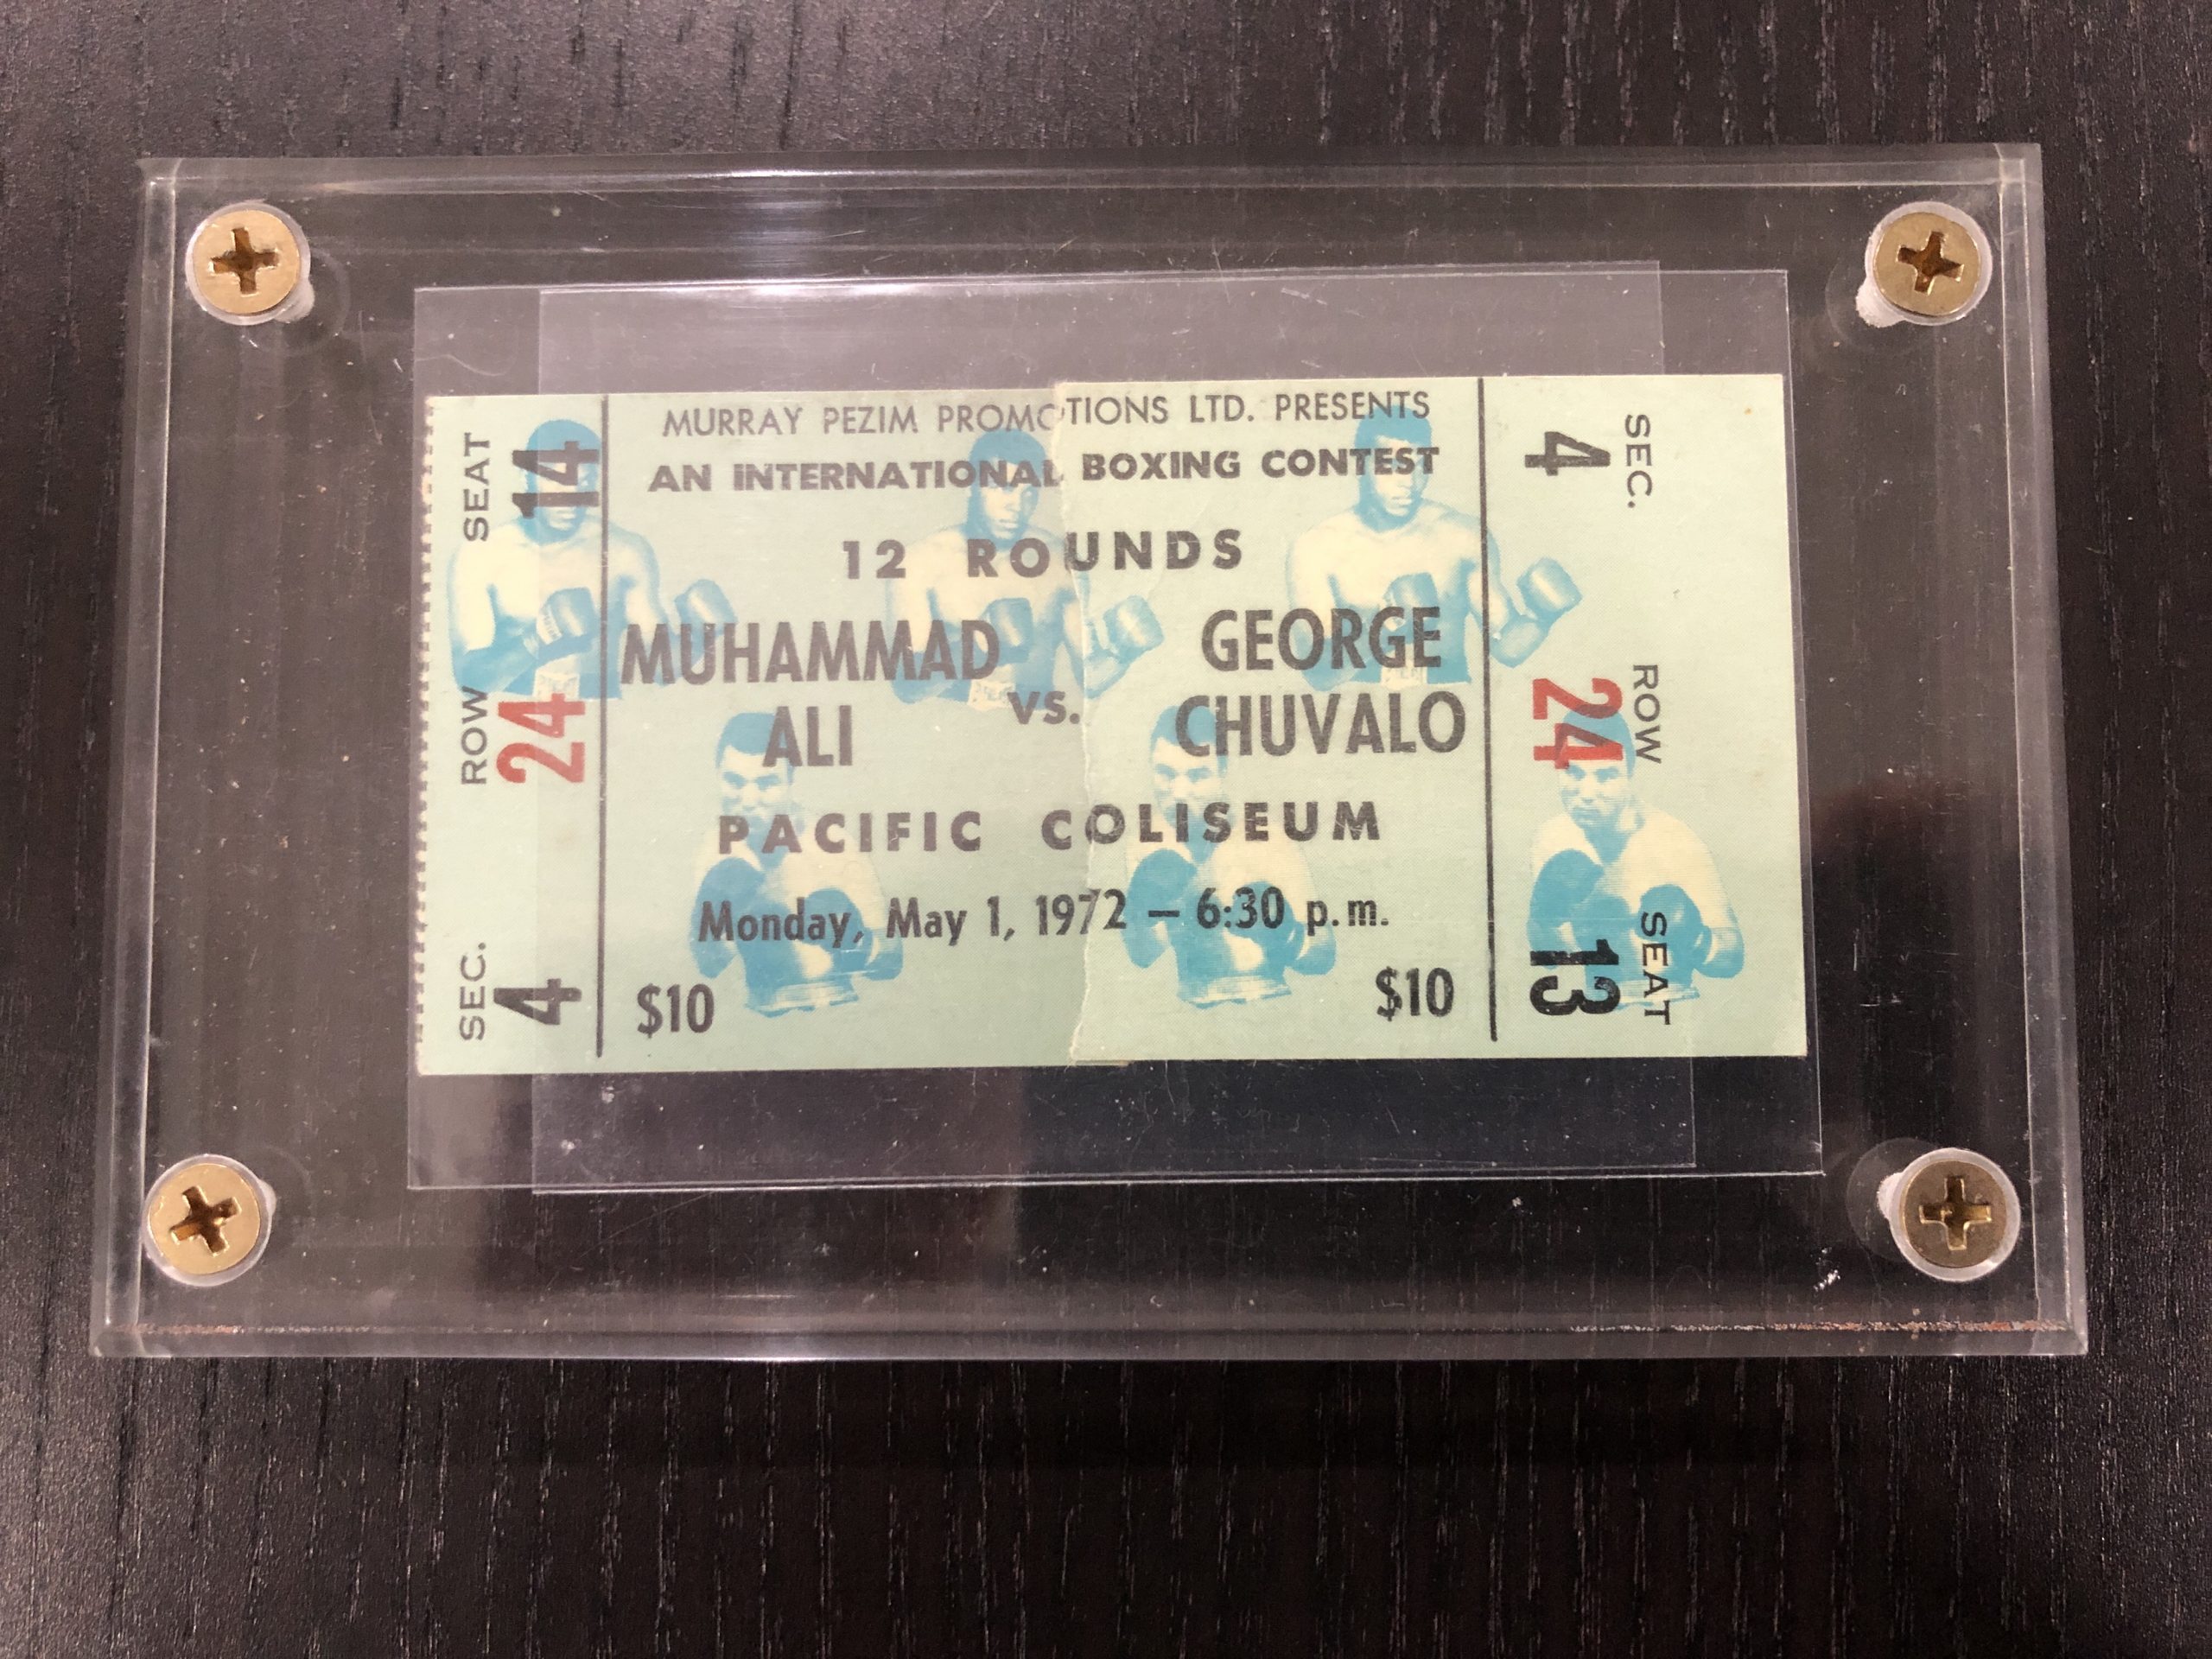 SEAT 14
ROW 24
SEC. 4
MURRAY PEZIM PROMOTIONS LTD. PRESENTS
AN INTERNATIONAL BOXING CONTEST
12 ROUNDS
MUHAMMAD
ALI
VS.
GEORGE
CHUVALO
PACIFIC COLISEUM
Monday, May 1, 1972 – 6:30 p.m.
$10
$10
SEC. 4
ROW 24
SEAT 13